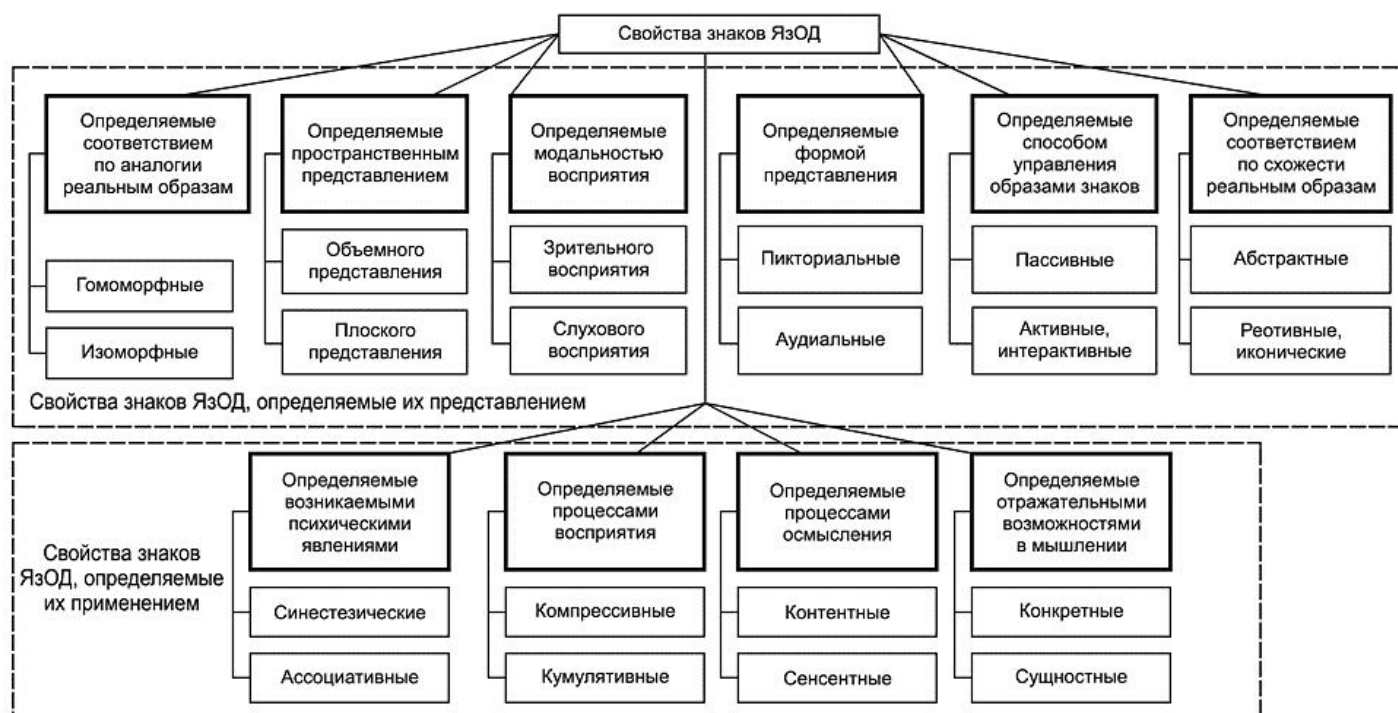 Свойства знаков ЯзОД
Определяемые
соответствием
по аналогии
реальным образам
Гомоморфные
Изоморфные
Определяемые
пространственным
представлением
Объемного
представления
Плоского
представления
Определяемые
модальностью
восприятия
Зрительного
восприятия
Слухового
восприятия
Определяемые
формой
представления
Пикториальные
Аудиальные
Определяемые
способом
управления
образами знаков
Пассивные
Активные,
интерактивные
Определяемые
соответствием
по схожести
реальным образам
Абстрактные
Реотивные,
иконические
Свойства знаков ЯзОД, определяемые их представлением
Свойства знаков
ЯзОД, определяемые
их применением
Определяемые
возникаемыми
психическими
явлениями
Синестезические
Ассоциативные
Определяемые
процессами
восприятия
Компрессивные
Кумулятивные
Определяемые
процессами
осмысления
Контентные
Сенсентные
Определяемые
отражательными
возможностями
в мышлении
Конкретные
Сущностные